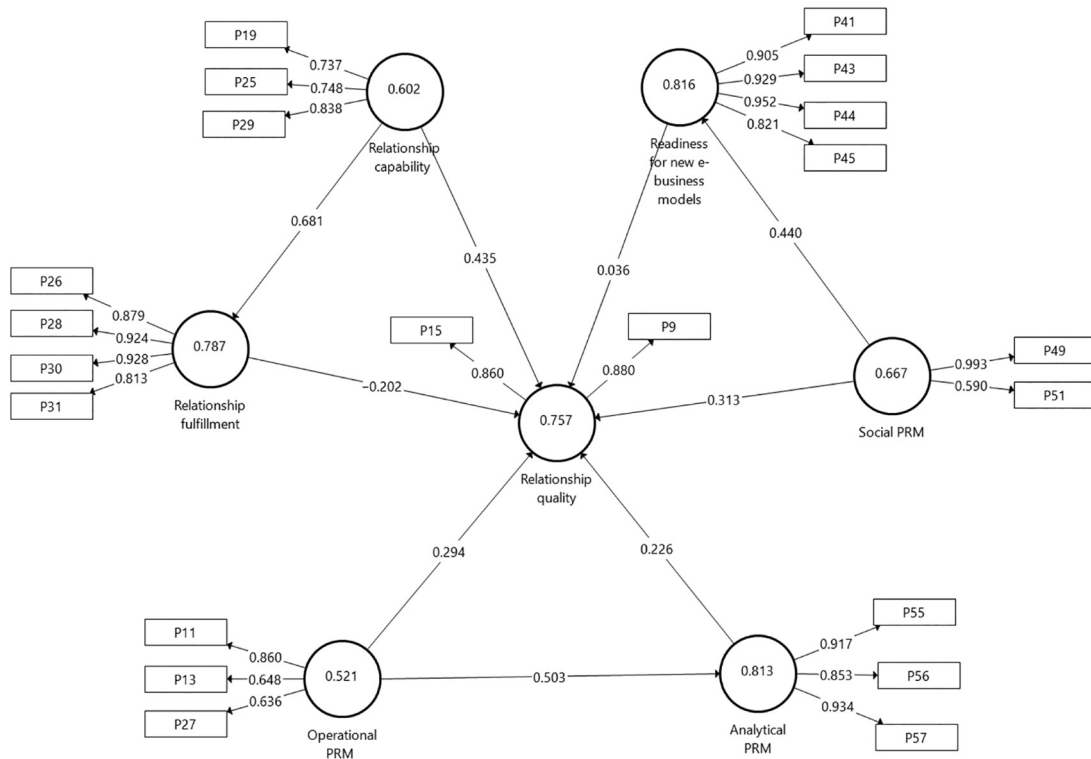 P19
0.737
P25
0.748
P29
0.838
0.602
Relationship
capability
P41
0.905
P43
0.929
P44
0.952
P45
0.821
0.816
Readiness
for new e-
business
models
0.681
0.435
0.036
0.440
P26
0.879
P28
0.924
P30
0.928
P31
0.813
0.787
Relationship
fulfillment
−0.202
P15
0.860
P9
0.880
0.757
Relationship
quality
0.313
0.667
Social PRM
P49
0.993
P51
0.590
0.294
0.226
P11
0.860
P13
0.648
P27
0.636
0.521
Operational
PRM
0.503
0.813
Analytical
PRM
P55
0.917
P56
0.853
P57
0.934